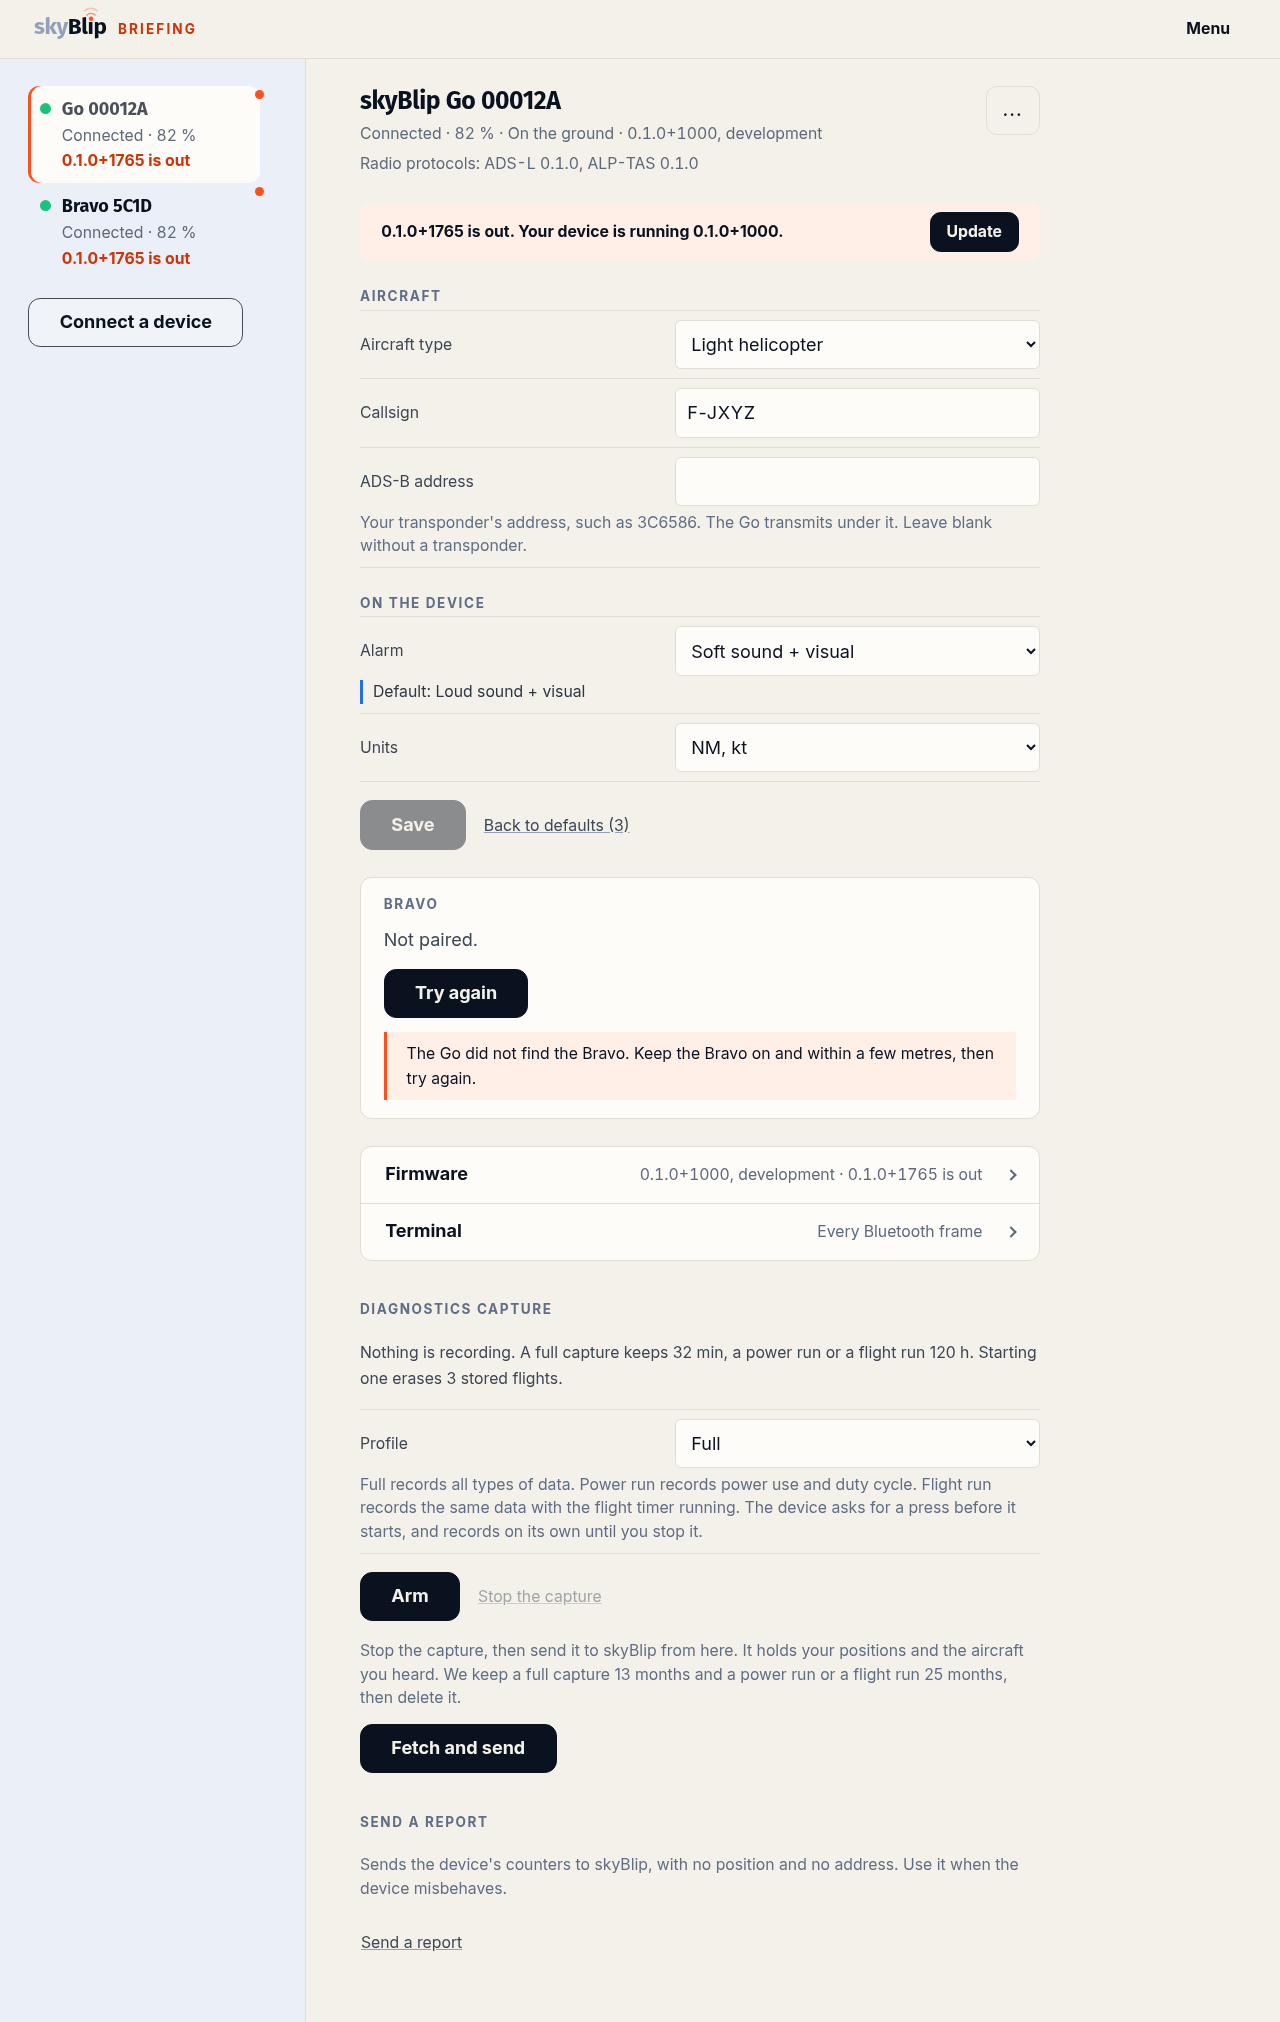 skyBlip BRIEFING
Menu
Go 00012A
Connected · 82 %
0.1.0+1765 is out
Bravo 5C1D
Connected · 82 %
0.1.0+1765 is out
Connect a device
skyBlip Go 00012A
...
Connected · 82 % · On the ground · 0.1.0+1000, development
Radio protocols: ADS-L 0.1.0, ALP-TAS 0.1.0
0.1.0+1765 is out. Your device is running 0.1.0+1000.
Update
AIRCRAFT
Aircraft type
Light helicopter
Callsign
F-JXYZ
ADS-B address
Your transponder's address, such as 3C6586. The Go transmits under it. Leave blank
without a transponder.
ON THE DEVICE
Alarm
Soft sound + visual
Default: Loud sound + visual
Units
NM, kt
Save
Back to defaults (3)
BRAVO
Not paired.
Try again
The Go did not find the Bravo. Keep the Bravo on and within a few metres, then
try again.
Firmware
0.1.0+1000, development · 0.1.0+1765 is out
Terminal
Every Bluetooth frame
DIAGNOSTICS CAPTURE
Nothing is recording. A full capture keeps 32 min, a power run or a flight run 120 h. Starting
one erases 3 stored flights.
Profile
Full
Full records all types of data. Power run records power use and duty cycle. Flight run
records the same data with the flight timer running. The device asks for a press before it
starts, and records on its own until you stop it.
Arm
Stop the capture
Stop the capture, then send it to skyBlip from here. It holds your positions and the aircraft
you heard. We keep a full capture 13 months and a power run or a flight run 25 months,
then delete it.
Fetch and send
SEND A REPORT
Sends the device's counters to skyBlip, with no position and no address. Use it when the
device misbehaves.
Send a report